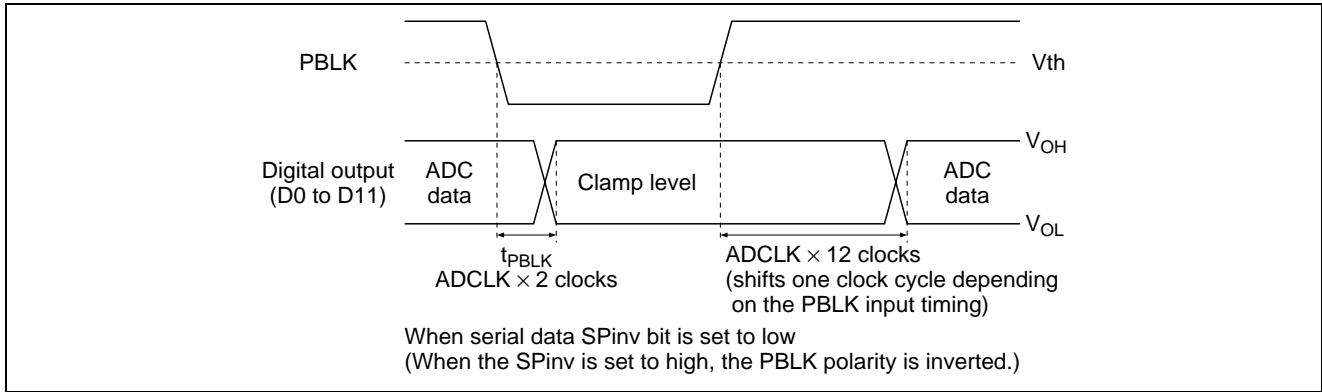 PBLK
Vth
Digital output
(D0 to D11)
ADC
data
Clamp level
ADC
data
VOH
VOL
tPBLK
ADCLK × 2 clocks
ADCLK × 12 clocks
(shifts one clock cycle depending
on the PBLK input timing)
When serial data SPinv bit is set to low
(When the SPinv is set to high, the PBLK polarity is inverted.)